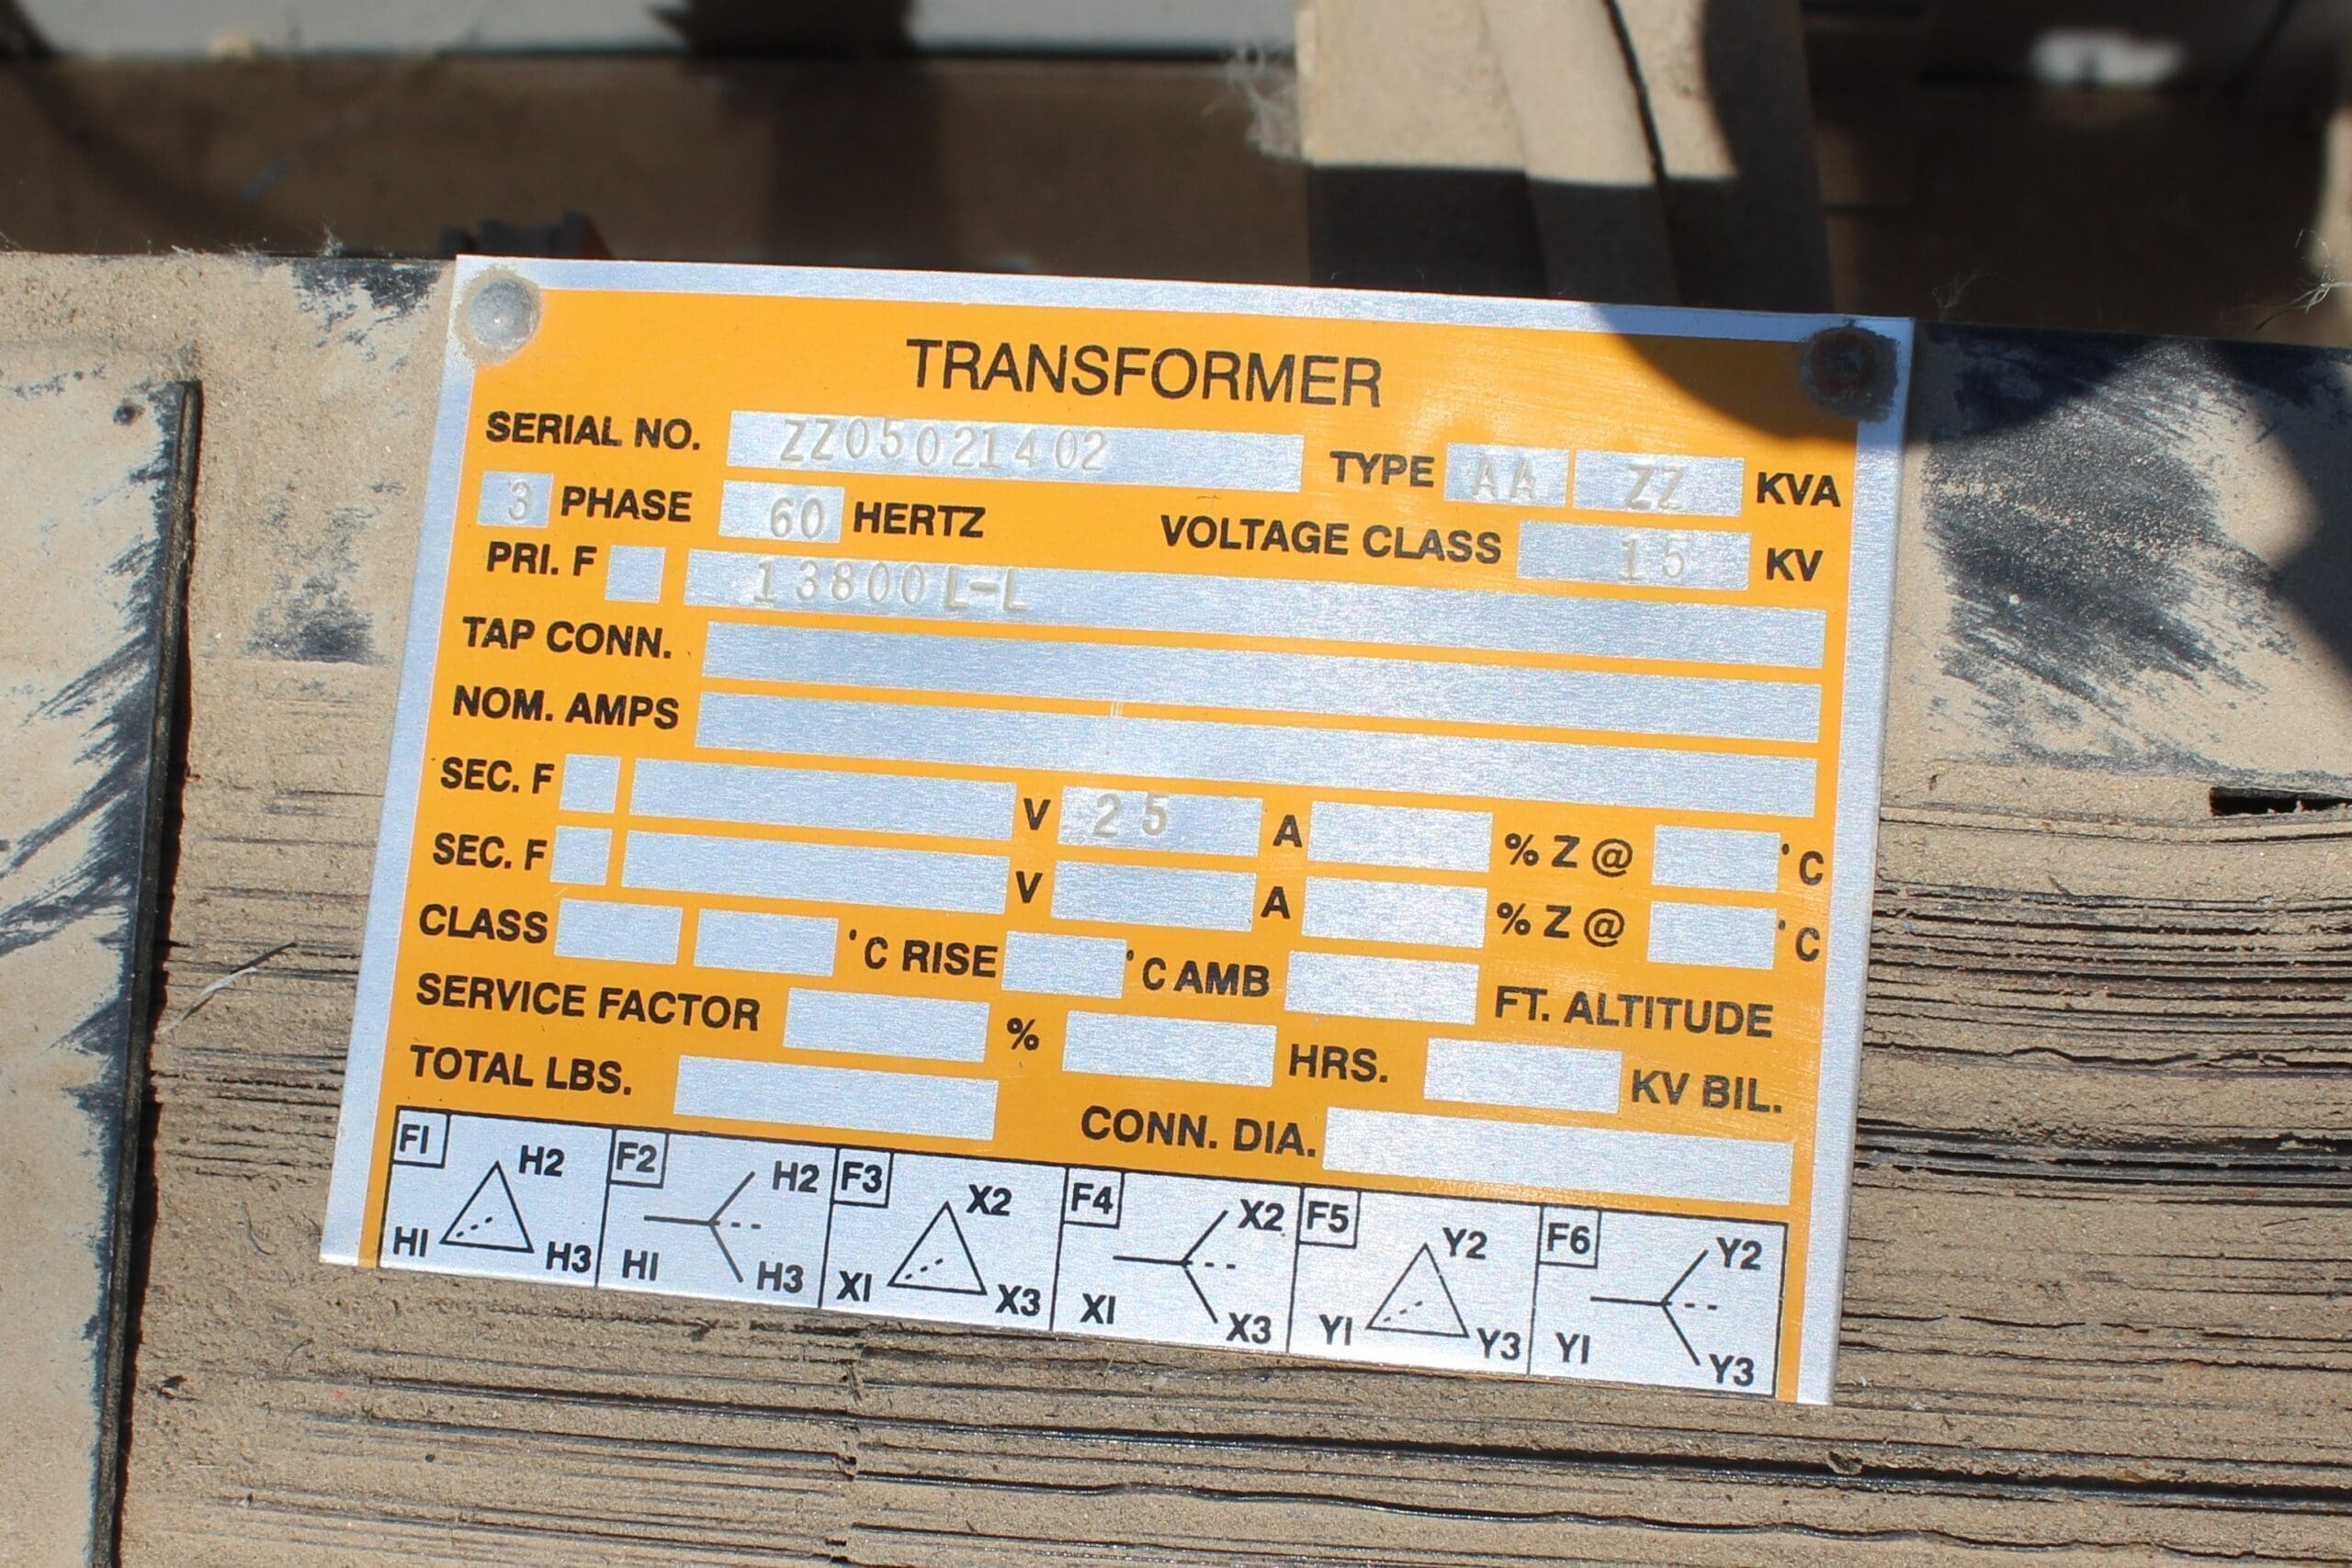 TRANSFORMER
SERIAL NO. ZZ05021402 TYPE AA ZZ KVA
3 PHASE 60 HERTZ VOLTAGE CLASS 15 KV
PRI. F 13800 L-L
TAP CONN.
NOM. AMPS
SEC. F V 25 A % Z @ °C
SEC. F V A % Z @ °C
CLASS °C RISE °C AMB FT. ALTITUDE
SERVICE FACTOR % HRS. KV BIL.
TOTAL LBS. CONN. DIA.
F1 H2 F2 H2 F3 X2 F4 X2 F5 Y2 F6 Y2
H1 H3 H1 H3 X1 X3 X1 X3 Y1 Y3 Y1 Y3